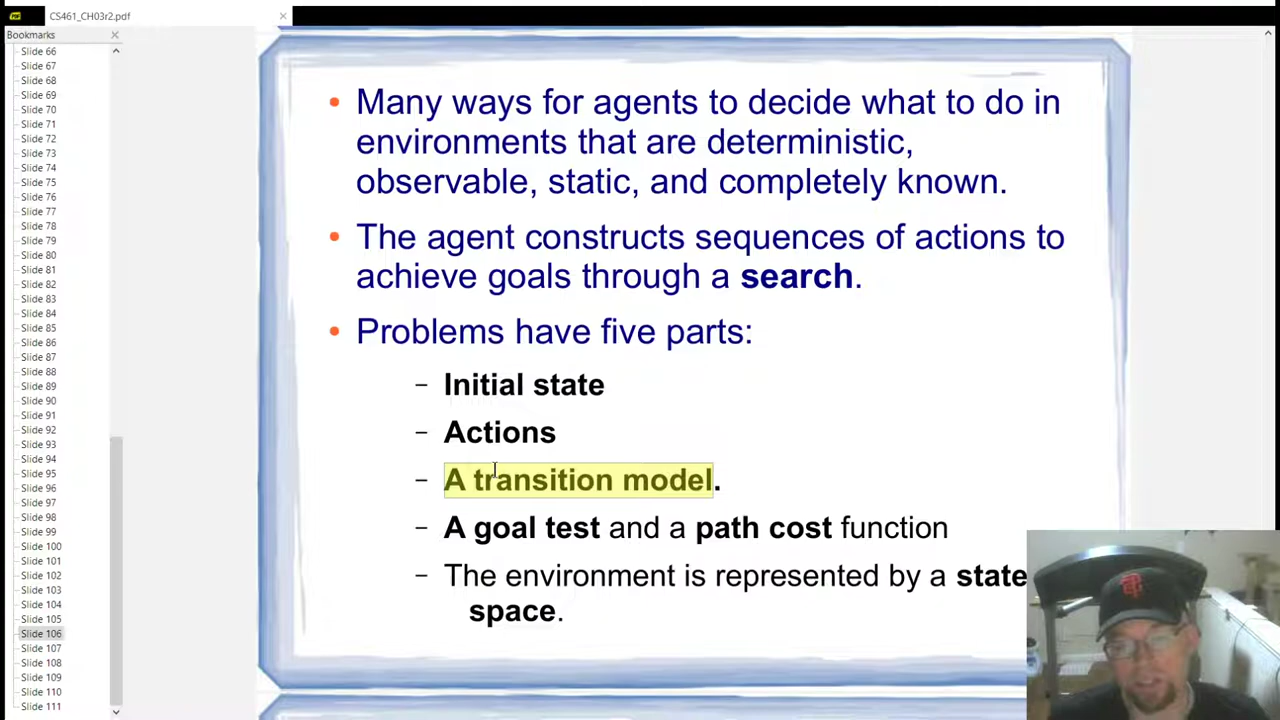 CS461_CH03r2.pdf
Bookmarks
Slide 66
Slide 67
Slide 68
Slide 69
Slide 70
Slide 71
Slide 72
Slide 73
Slide 74
Slide 75
Slide 76
Slide 77
Slide 78
Slide 79
Slide 80
Slide 81
Slide 82
Slide 83
Slide 84
Slide 85
Slide 86
Slide 87
Slide 88
Slide 89
Slide 90
Slide 91
Slide 92
Slide 93
Slide 94
Slide 95
Slide 96
Slide 97
Slide 98
Slide 99
Slide 100
Slide 101
Slide 102
Slide 103
Slide 104
Slide 105
Slide 106
Slide 107
Slide 108
Slide 109
Slide 110
Slide 111
• Many ways for agents to decide what to do in
environments that are deterministic,
observable, static, and completely known.
• The agent constructs sequences of actions to
achieve goals through a search.
• Problems have five parts:
– Initial state
– Actions
– A transition model.
– A goal test and a path cost function
– The environment is represented by a state
space.